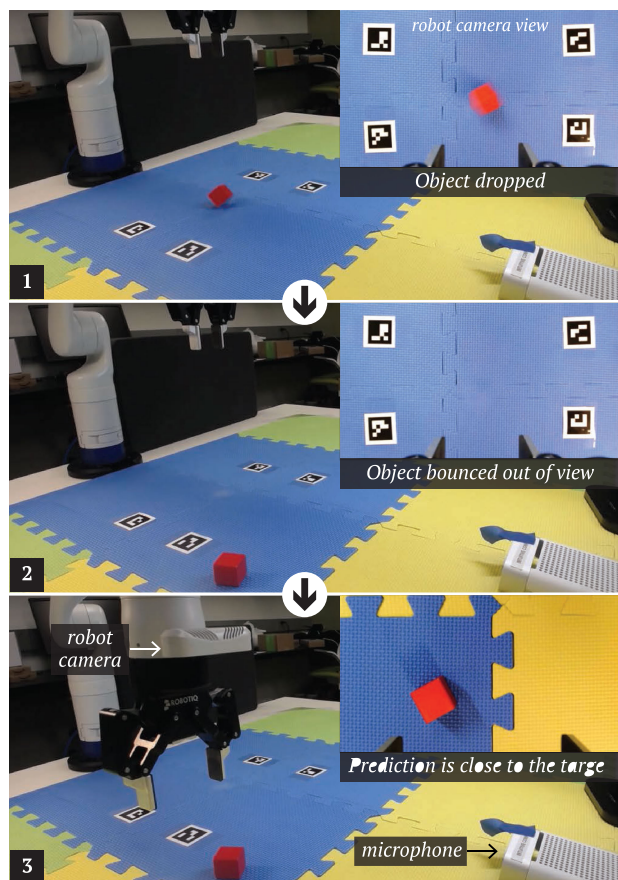 robot camera view
Object dropped
1
Object bounced out of view
2
robot
camera
ROBOTIQ
Prediction is close to the targe
microphone
3